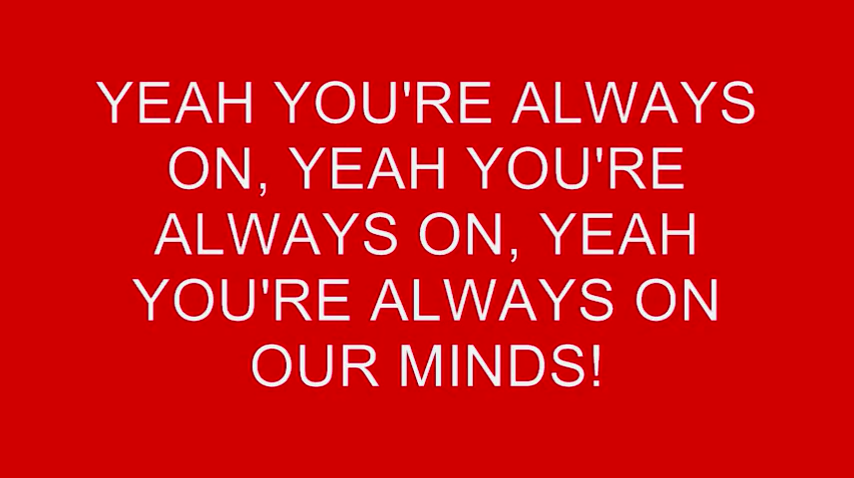 YEAH YOU'RE ALWAYS
ON, YEAH YOU'RE
ALWAYS ON, YEAH
YOU'RE ALWAYS ON
OUR MINDS!